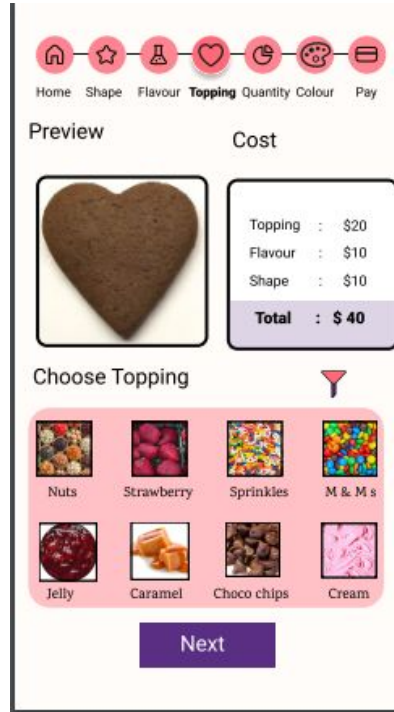 Home Shape Flavour Topping Quantity Colour Pay
Preview
Cost
Topping : $20
Flavour : $10
Shape : $10
Total : $ 40
Choose Topping
Nuts Strawberry Sprinkles M & M s
Jelly Caramel Choco chips Cream
Next